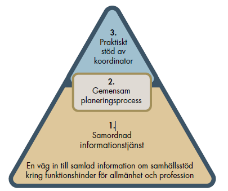 3.
Praktiskt
stöd av
koordinator
2.
Gemensam
planeringsprocess
1.
Samordnad
informationstjänst
En väg in till samlad information om samhällsstöd
kring funktionshinder för allmänhet och profession